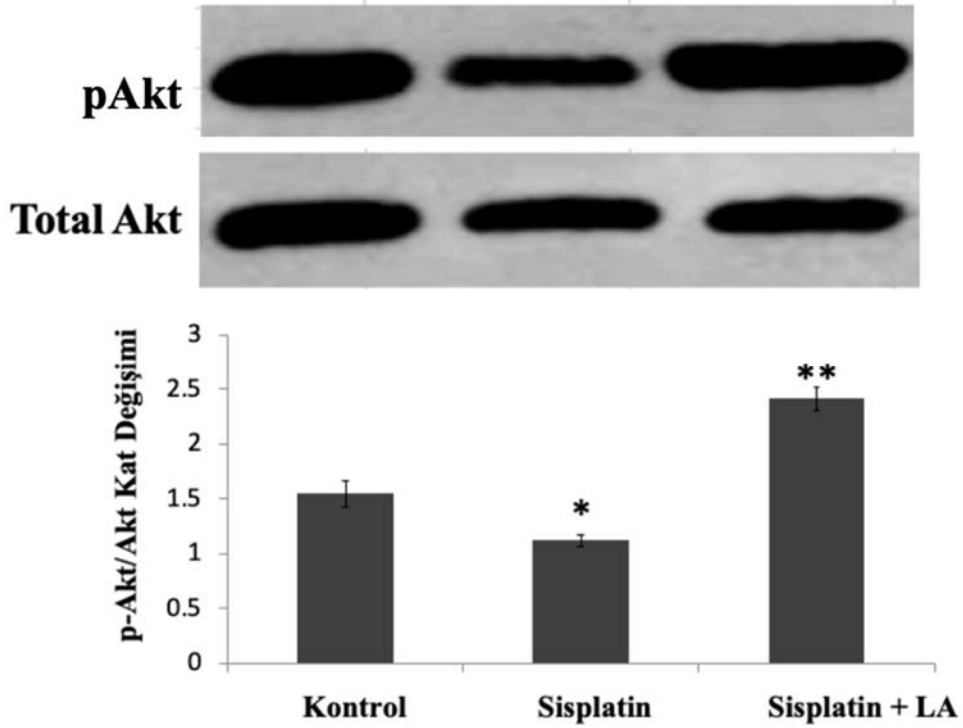 pAkt
Total Akt
p-Akt/Akt Kat Değişimi
3
2.5
2
1.5
1
0.5
0
*
**
Kontrol Sisplatin Sisplatin + LA